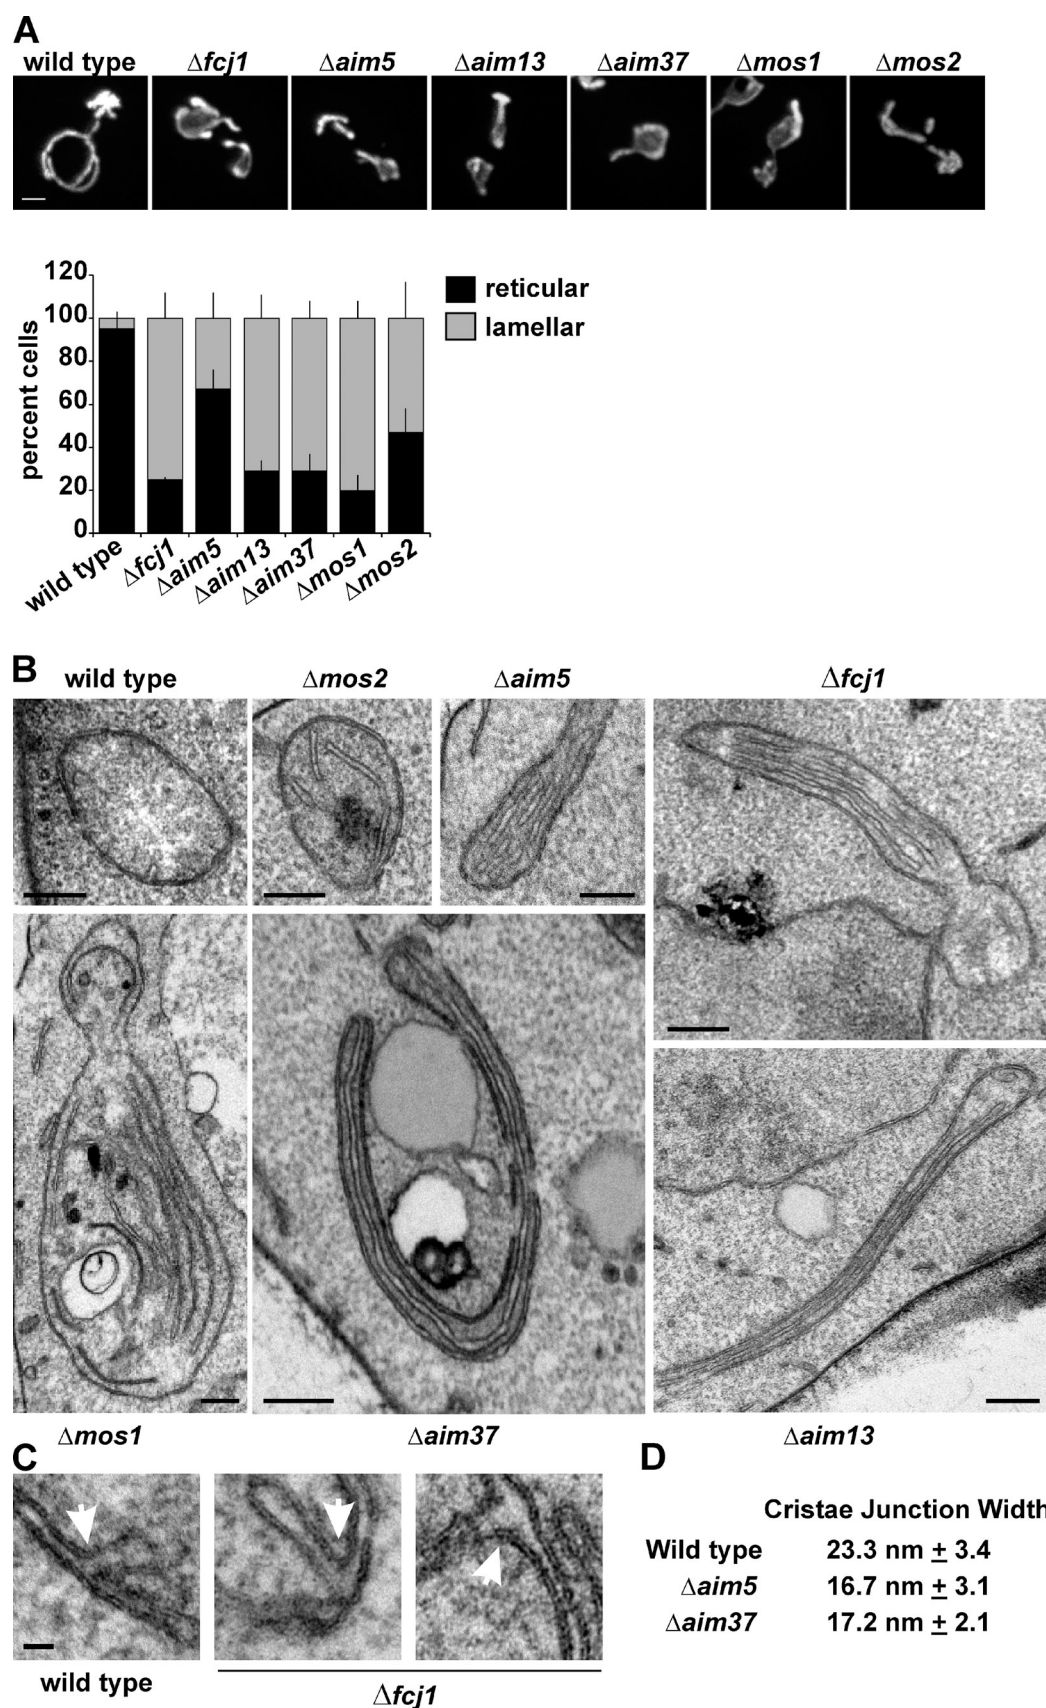 A
wild type Δfcj1 Δaim5 Δaim13 Δaim37 Δmos1 Δmos2
120
100
80
60
40
20
0
percent cells
reticular
lamellar
wild type Δfcj1 Δaim5 Δaim13 Δaim37 Δmos1 Δmos2
B
wild type Δmos2 Δaim5 Δfcj1
Δmos1 Δaim37 Δaim13
C
wild type
Δfcj1
D
Cristae Junction Width
Wild type 23.3 nm ± 3.4
Δaim5 16.7 nm ± 3.1
Δaim37 17.2 nm ± 2.1